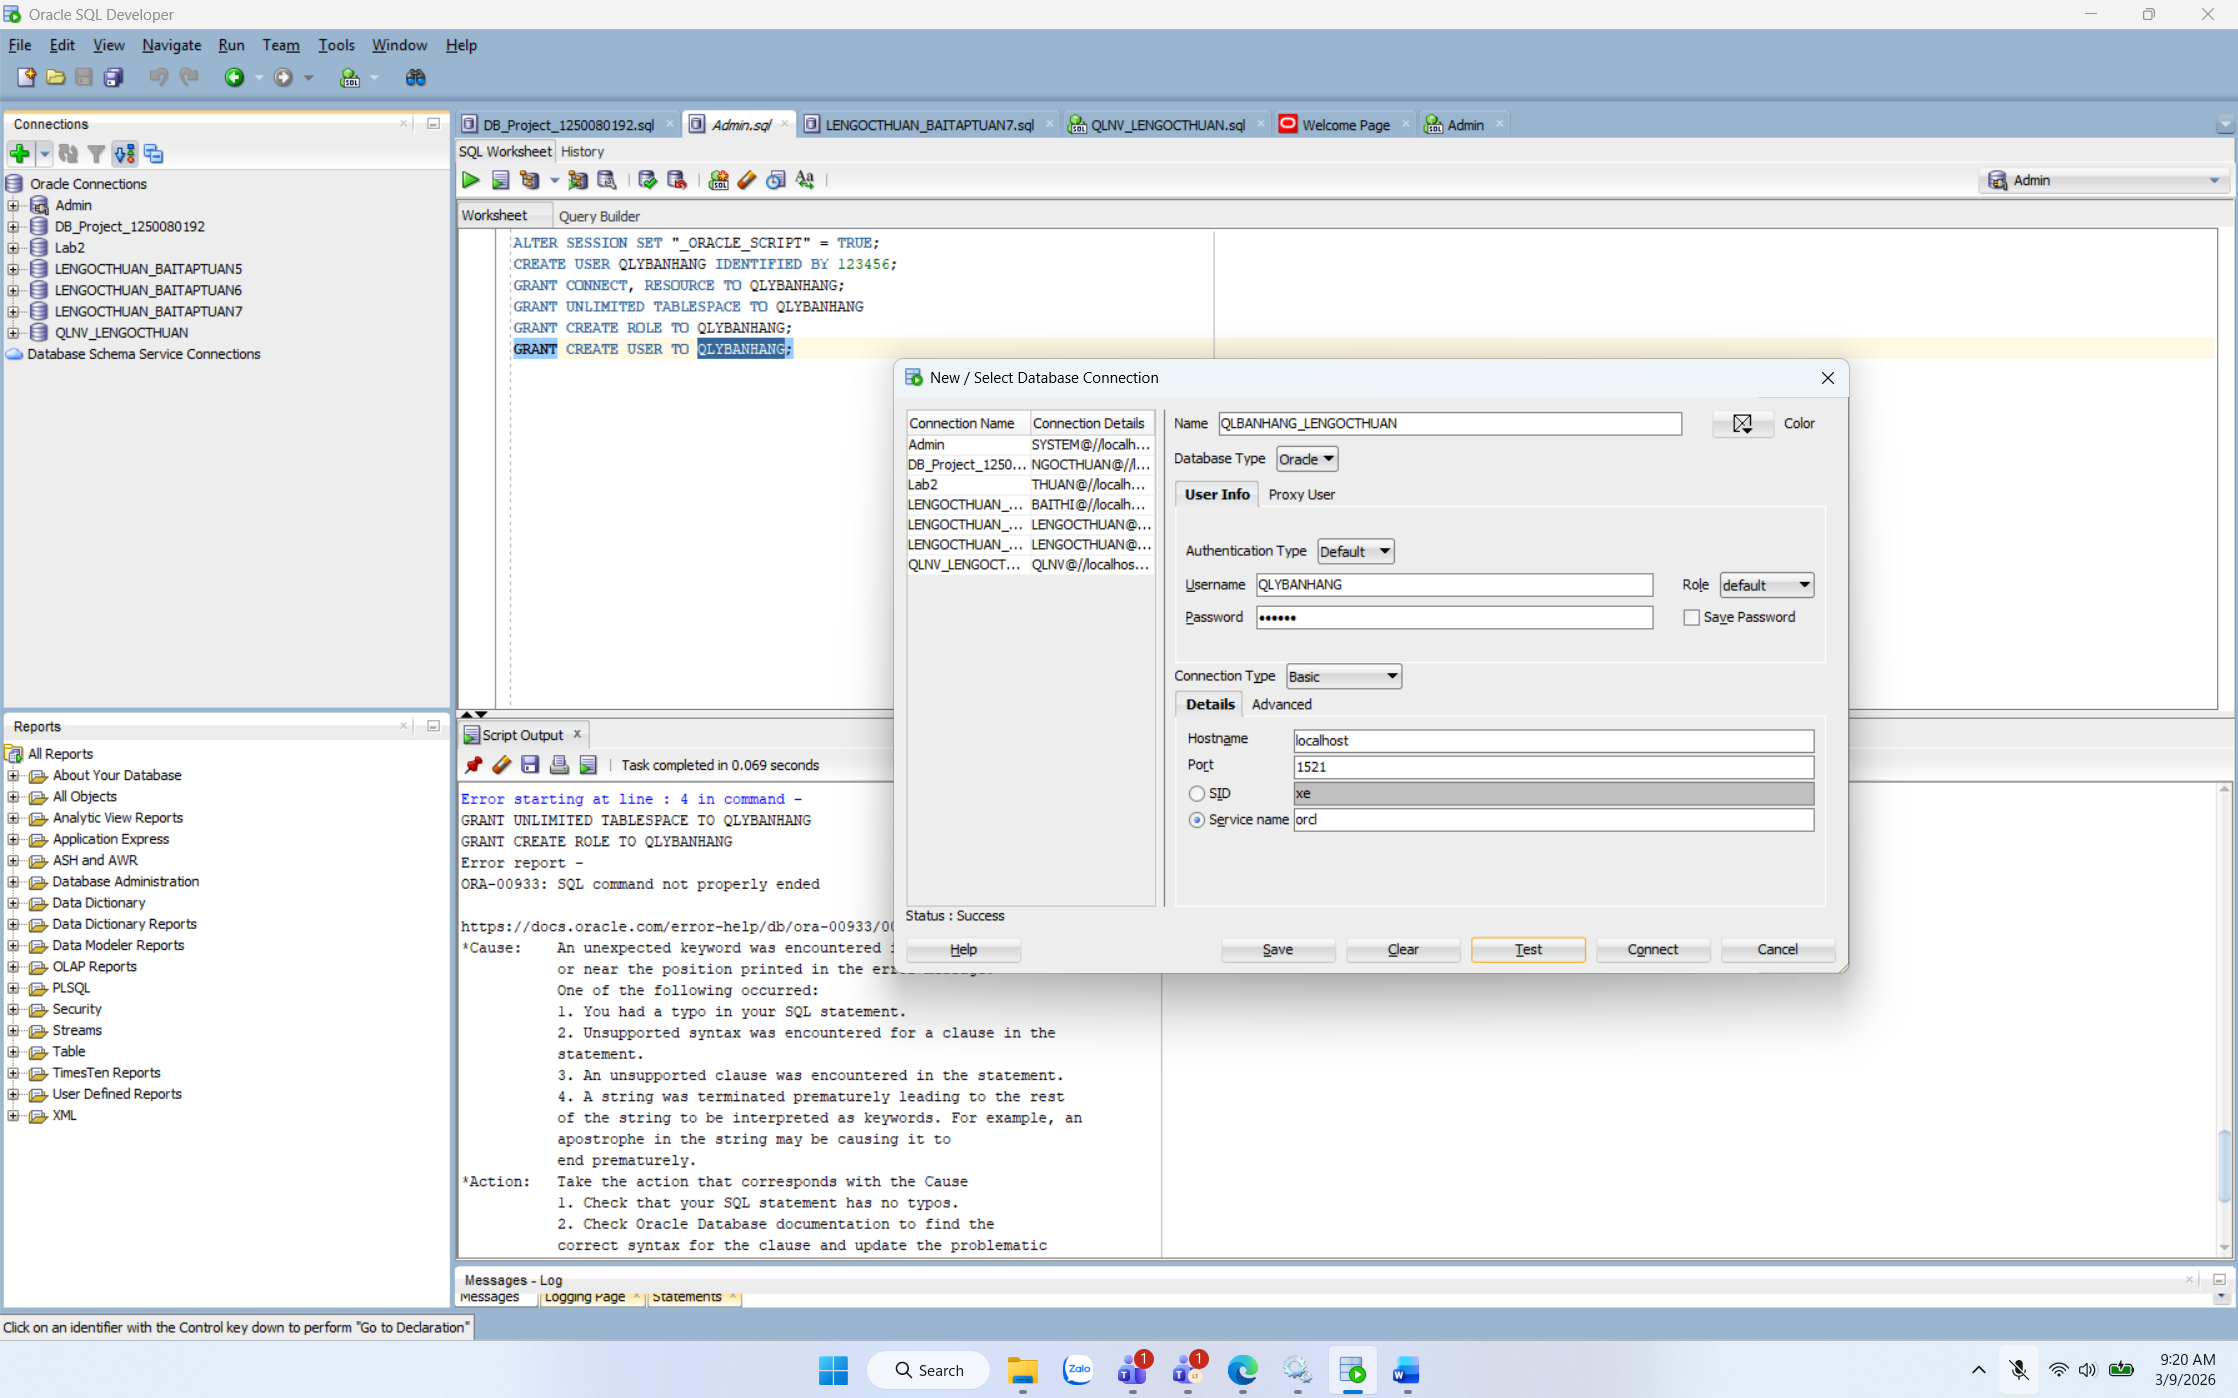 Oracle SQL Developer
File Edit View Navigate Run Team Tools Window Help
Connections
Oracle Connections
Admin
DB_Project_1250080192
Lab2
LENGOCTHUAN_BAITAPTUAN5
LENGOCTHUAN_BAITAPTUAN6
LENGOCTHUAN_BAITAPTUAN7
QLNV_LENGOCTHUAN
Database Schema Service Connections
Reports
All Reports
About Your Database
All Objects
Analytic View Reports
Application Express
ASH and AWR
Database Administration
Data Dictionary
Data Dictionary Reports
Data Modeler Reports
OLAP Reports
PLSQL
Security
Streams
Table
TimesTen Reports
User Defined Reports
XML
DB_Project_1250080192.sql Admin.sql LENGOCTHUAN_BAITAPTUAN7.sql QLNV_LENGOCTHUAN.sql Welcome Page Admin
SQL Worksheet History
Admin
Worksheet Query Builder
ALTER SESSION SET "_ORACLE_SCRIPT" = TRUE;
CREATE USER QLYBANHANG IDENTIFIED BY 123456;
GRANT CONNECT, RESOURCE TO QLYBANHANG;
GRANT UNLIMITED TABLESPACE TO QLYBANHANG
GRANT CREATE ROLE TO QLYBANHANG;
GRANT CREATE USER TO QLYBANHANG;
Script Output
Task completed in 0.069 seconds
Error starting at line : 4 in command -
GRANT UNLIMITED TABLESPACE TO QLYBANHANG
GRANT CREATE ROLE TO QLYBANHANG
Error report -
ORA-00933: SQL command not properly ended
https://docs.oracle.com/error-help/db/ora-00933/
*Cause: An unexpected keyword was encountered
or near the position printed in the error message.
One of the following occurred:
1. You had a typo in your SQL statement.
2. Unsupported syntax was encountered for a clause in the
statement.
3. An unsupported clause was encountered in the statement.
4. A string was terminated prematurely leading to the rest
of the string to be interpreted as keywords. For example, an
apostrophe in the string may be causing it to
end prematurely.
*Action: Take the action that corresponds with the Cause
1. Check that your SQL statement has no typos.
2. Check Oracle Database documentation to find the
correct syntax for the clause and update the problematic
New / Select Database Connection
Connection Name Connection Details
Admin SYSTEM@//localh...
DB_Project_1250... NGOCTHUAN@//l...
Lab2 THUAN@//localh...
LENGOCTHUAN_... BAITHI@//localh...
LENGOCTHUAN_... LENGOCTHUAN@...
LENGOCTHUAN_... LENGOCTHUAN@...
QLNV_LENGOCT... QLNV@//localhos...
Name QLBANHANG_LENGOCTHUAN Color
Database Type Oracle
User Info Proxy User
Authentication Type Default
Username QLYBANHANG Role default
Password •••••• Save Password
Connection Type Basic
Details Advanced
Hostname localhost
Port 1521
SID xe
Service name orcl
Status : Success
Help Save Clear Test Connect Cancel
Messages - Log
Messages Logging Page Statements
Click on an identifier with the Control key down to perform "Go to Declaration"
Search
Zalo
1
1
9:20 AM
3/9/2026